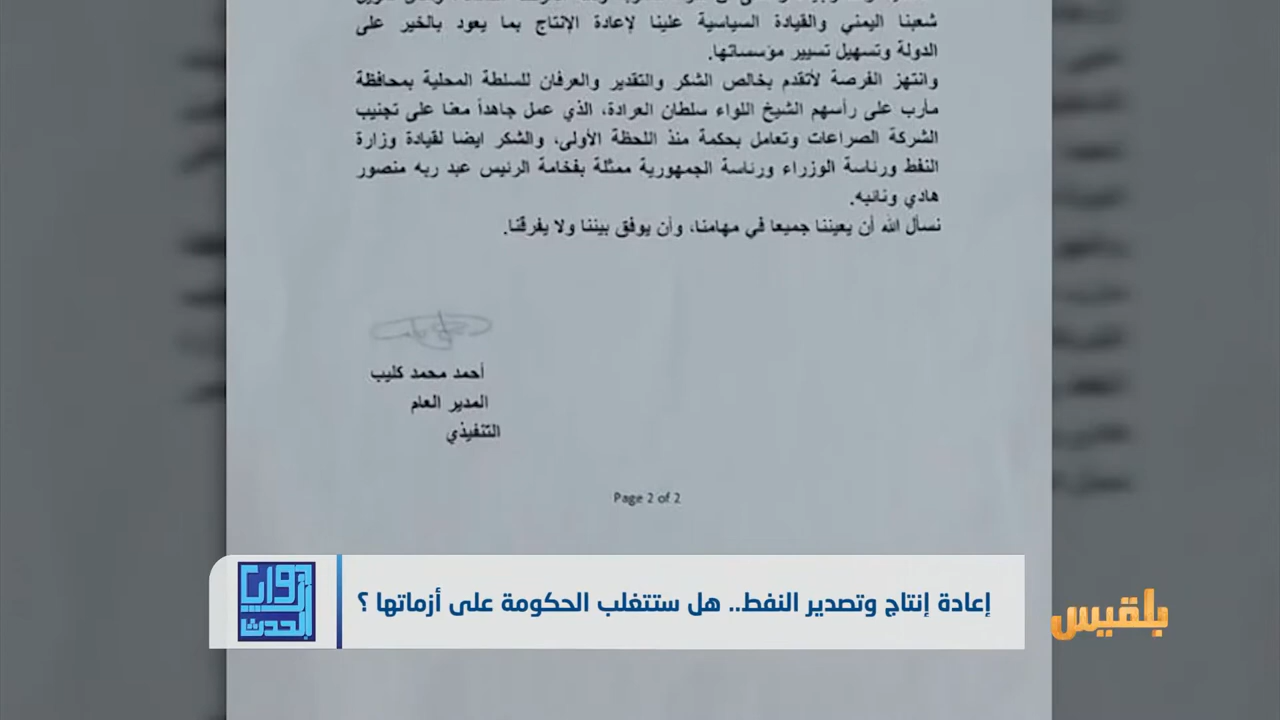 شعبنا اليمني والقيادة السياسية علينا لإعادة الإنتاج بما يعود بالخير على
الدولة وتسهيل تسيير مؤسساتها.
وانتهز الفرصة لأتقدم بخالص الشكر والتقدير والعرفان للسلطة المحلية بمحافظة
مأرب على رأسهم الشيخ اللواء سلطان العرادة، الذي عمل جاهداً معنا على تجنيب
الشركة الصراعات وتعامل بحكمة منذ اللحظة الأولى، والشكر ايضا لقيادة وزارة
النفط ورئاسة الوزراء ورئاسة الجمهورية ممثلة بفخامة الرئيس عبد ربه منصور
هادي ونائبه.
نسأل الله أن يعيننا جميعا في مهامنا، وأن يوفق بيننا ولا يفرقنا.
أحمد محمد كليب
المدير العام
التنفيذي
Page 2 of 2
إعادة إنتاج وتصدير النفط.. هل ستتغلب الحكومة على أزماتها ؟
أبواب
الحدث
بلقيس